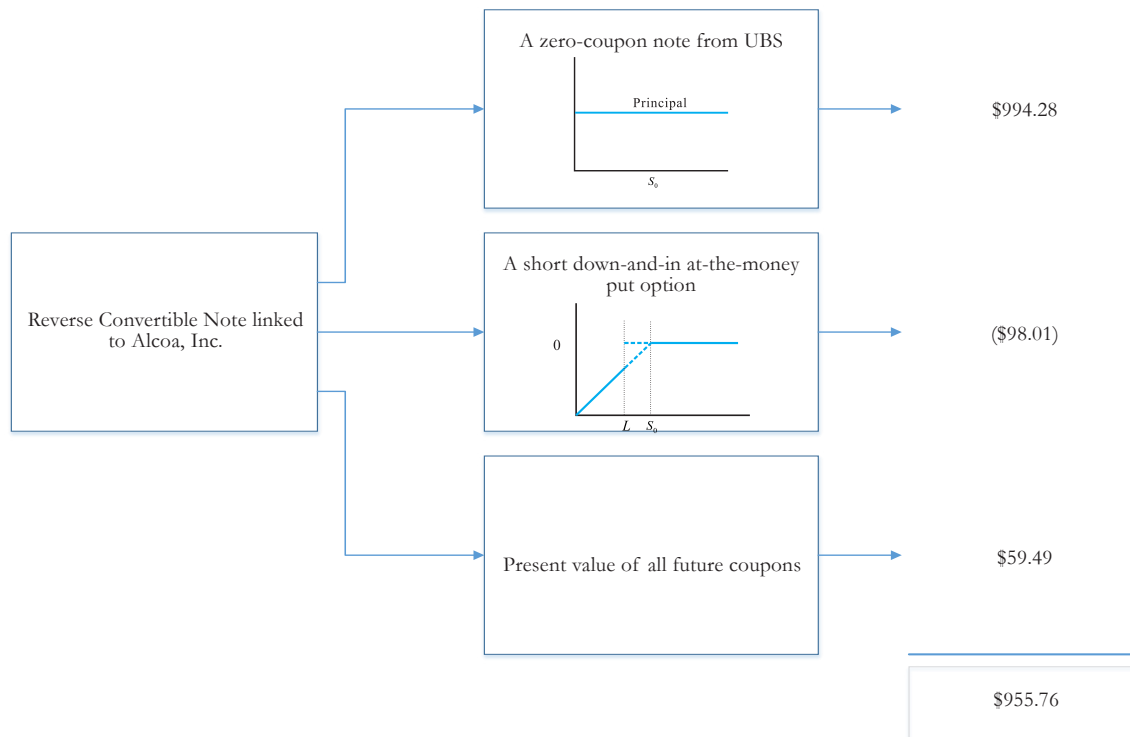 A zero-coupon note from UBS
Principal
S₀
$994.28
Reverse Convertible Note linked
to Alcoa, Inc.
A short down-and-in at-the-money
put option
0
L S₀
($98.01)
Present value of all future coupons
$59.49
$955.76